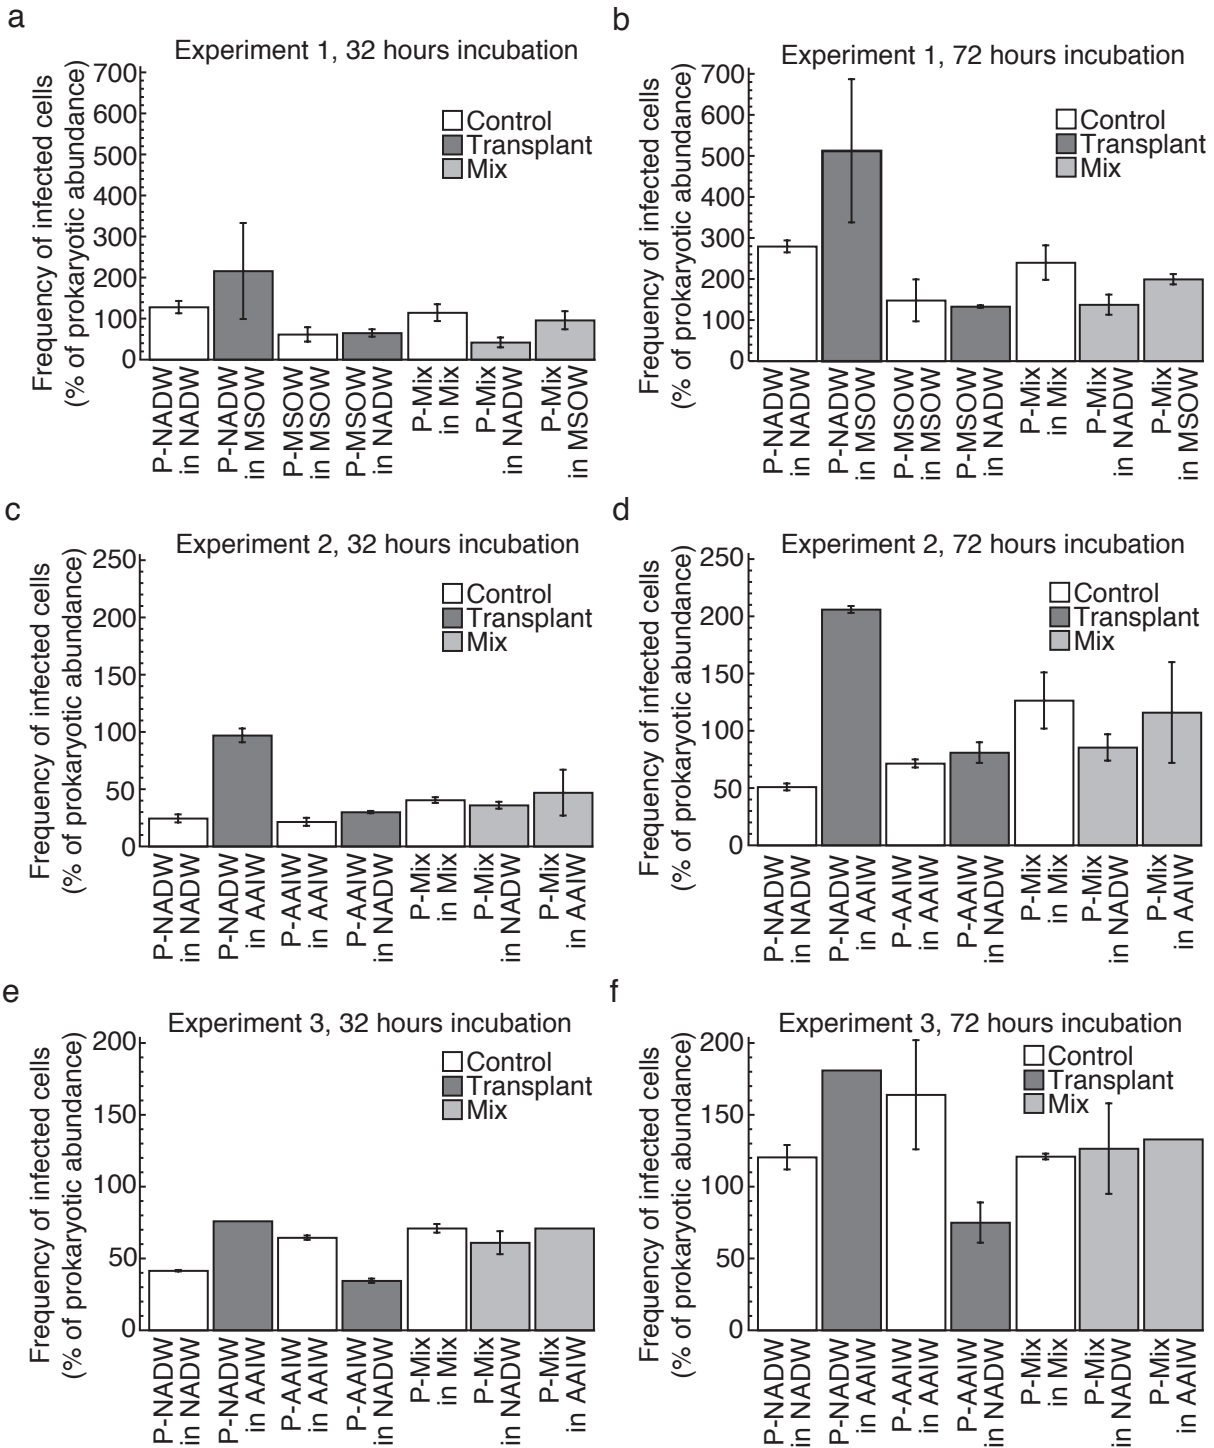 a
Experiment 1, 32 hours incubation
Frequency of infected cells
(% of prokaryotic abundance)
700
600
500
400
300
200
100
0
Control
Transplant
Mix
P-NADW
in NADW
P-NADW
in MSOW
P-MSOW
in MSOW
P-MSOW
in NADW
P-Mix
in Mix
P-Mix
in NADW
P-Mix
in MSOW
b
Experiment 1, 72 hours incubation
Frequency of infected cells
(% of prokaryotic abundance)
700
600
500
400
300
200
100
0
Control
Transplant
Mix
P-NADW
in NADW
P-NADW
in MSOW
P-MSOW
in MSOW
P-MSOW
in NADW
P-Mix
in Mix
P-Mix
in NADW
P-Mix
in MSOW
c
Experiment 2, 32 hours incubation
Frequency of infected cells
(% of prokaryotic abundance)
250
200
150
100
50
0
Control
Transplant
Mix
P-NADW
in NADW
P-NADW
in AAIW
P-AAIW
in AAIW
P-AAIW
in NADW
P-Mix
in Mix
P-Mix
in NADW
P-Mix
in AAIW
d
Experiment 2, 72 hours incubation
Frequency of infected cells
(% of prokaryotic abundance)
250
200
150
100
50
0
Control
Transplant
Mix
P-NADW
in NADW
P-NADW
in AAIW
P-AAIW
in AAIW
P-AAIW
in NADW
P-Mix
in Mix
P-Mix
in NADW
P-Mix
in AAIW
e
Experiment 3, 32 hours incubation
Frequency of infected cells
(% of prokaryotic abundance)
200
150
100
50
0
Control
Transplant
Mix
P-NADW
in NADW
P-NADW
in AAIW
P-AAIW
in AAIW
P-AAIW
in NADW
P-Mix
in Mix
P-Mix
in NADW
P-Mix
in AAIW
f
Experiment 3, 72 hours incubation
Frequency of infected cells
(% of prokaryotic abundance)
200
150
100
50
0
Control
Transplant
Mix
P-NADW
in NADW
P-NADW
in AAIW
P-AAIW
in AAIW
P-AAIW
in NADW
P-Mix
in Mix
P-Mix
in NADW
P-Mix
in AAIW